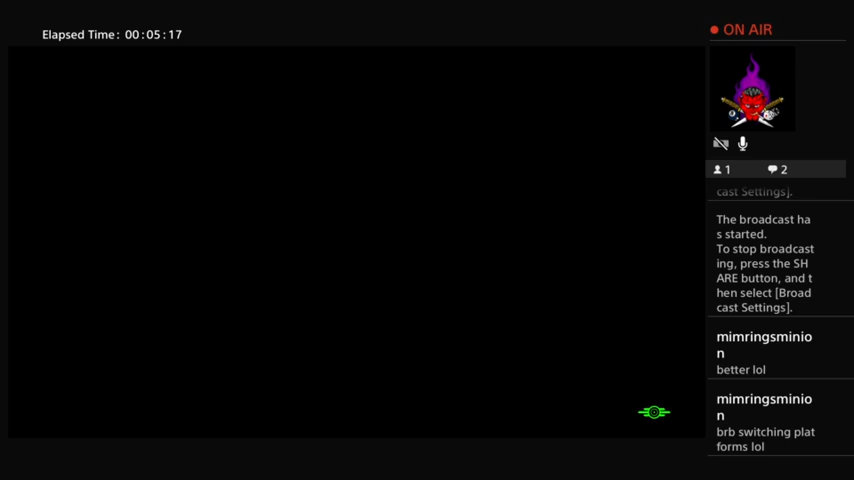 Elapsed Time: 00:05:17
ON AIR
1 2
cast Settings].
The broadcast ha
s started.
To stop broadcast
ing, press the SH
ARE button, and t
hen select [Broad
cast Settings].
mimringsminio
n
better lol
mimringsminio
n
brb switching plat
forms lol